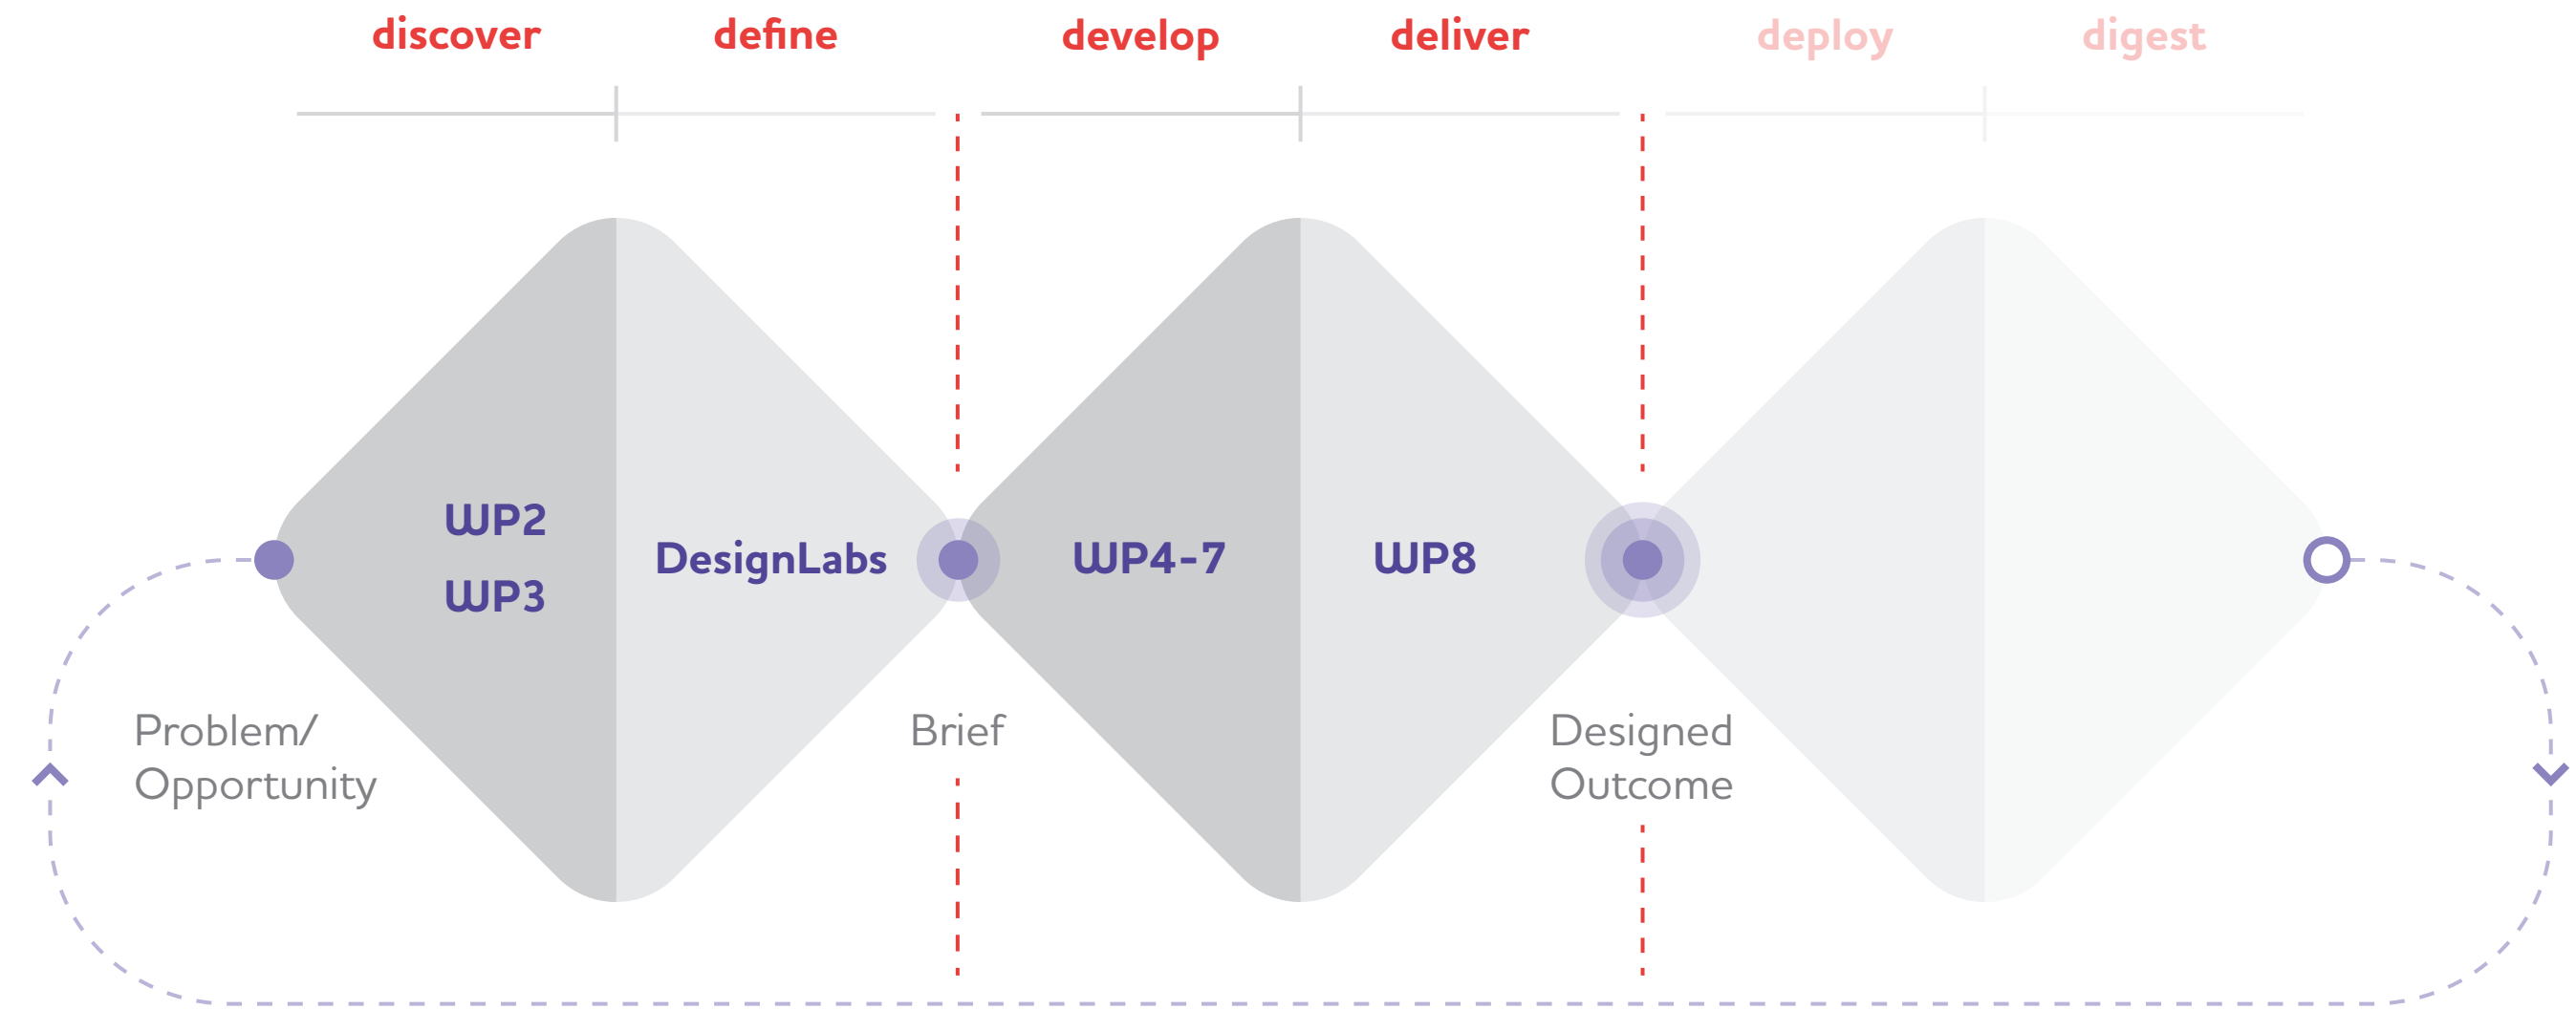 discover
define
develop
deliver
deploy
digest
WP2
WP3
DesignLabs
WP4-7
WP8
Problem/
Opportunity
Brief
Designed
Outcome